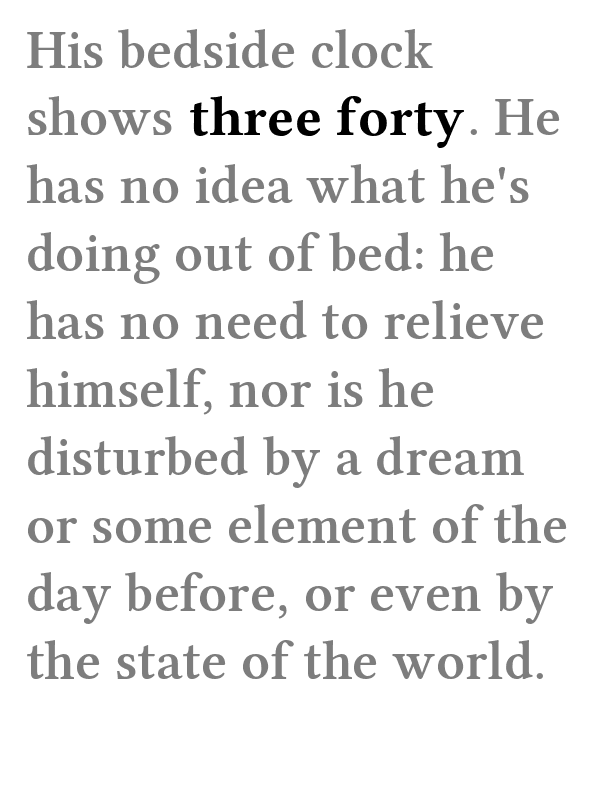 His bedside clock
shows three forty. He
has no idea what he's
doing out of bed: he
has no need to relieve
himself, nor is he
disturbed by a dream
or some element of the
day before, or even by
the state of the world.